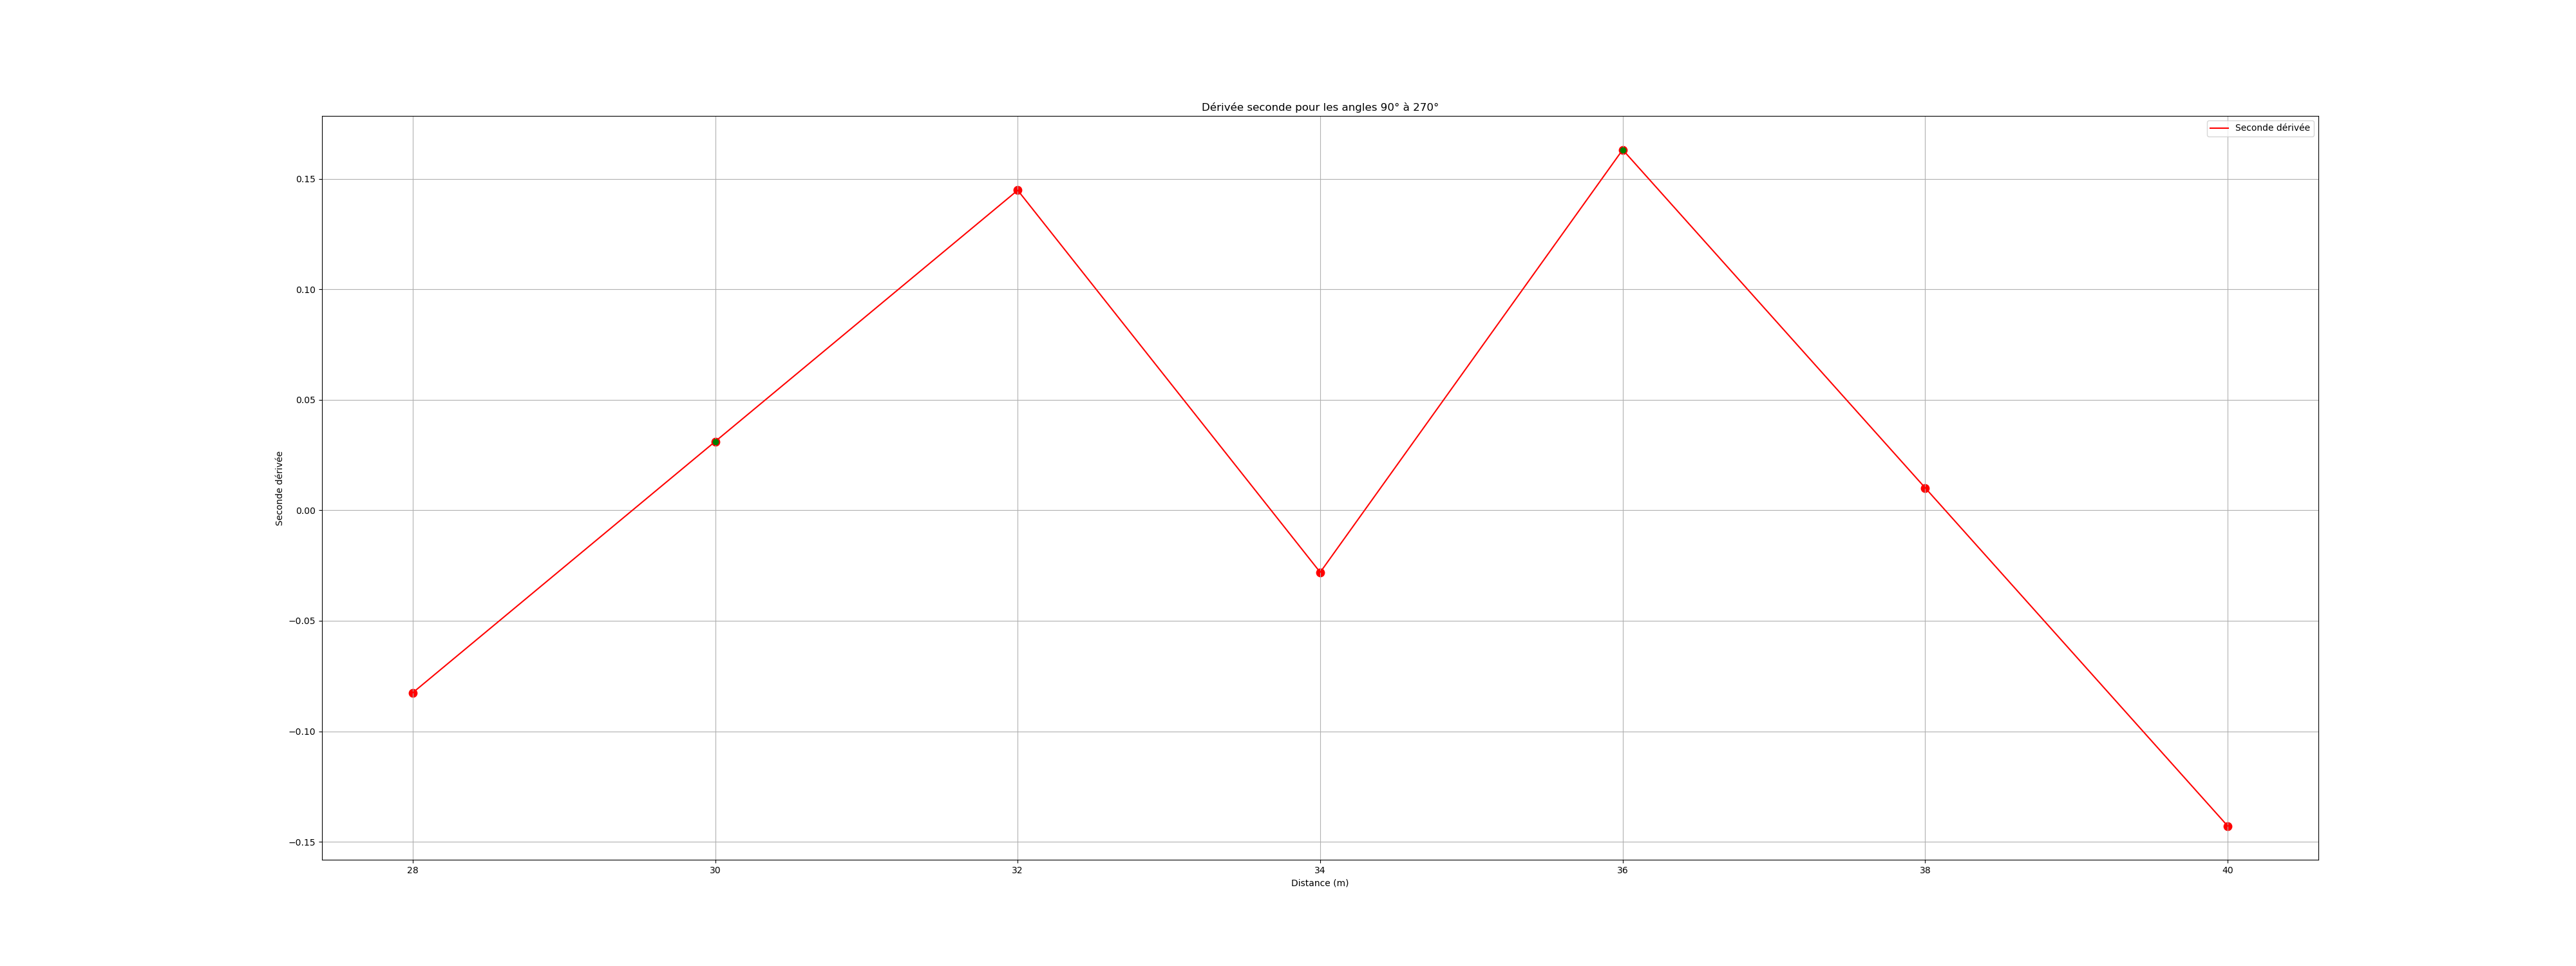 Dérivée seconde pour les angles 90° à 270°
Seconde dérivée
0.15
0.10
0.05
0.00
−0.05
−0.10
−0.15
Seconde dérivée
28 30 32 34 36 38 40
Distance (m)